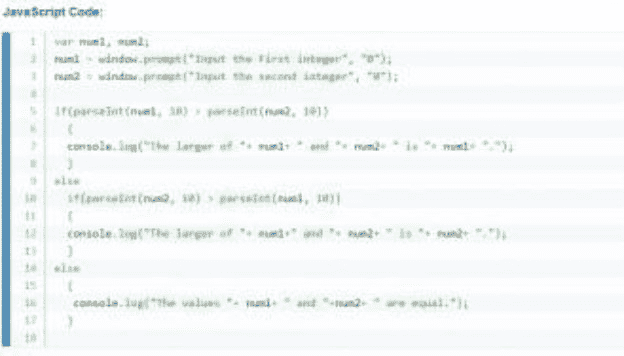 JavaScript Code:
1 var num1, num2;
2 num1 = window.prompt("Input the First integer", "0");
3 num2 = window.prompt("Input the second integer", "0");
4
5 if(parseInt(num1, 10) > parseInt(num2, 10))
6 {
7 console.log("The larger of "+ num1+ " and "+ num2+ " is "+ num1+ ".");
8 }
9 else
10 if(parseInt(num2, 10) > parseInt(num1, 10))
11 {
12 console.log("The larger of "+ num1+" and "+ num2+ " is "+ num2+ ".");
13 }
14 else
15 {
16 console.log("The values "+ num1+ " and "+num2+ " are equal.");
17 }
18